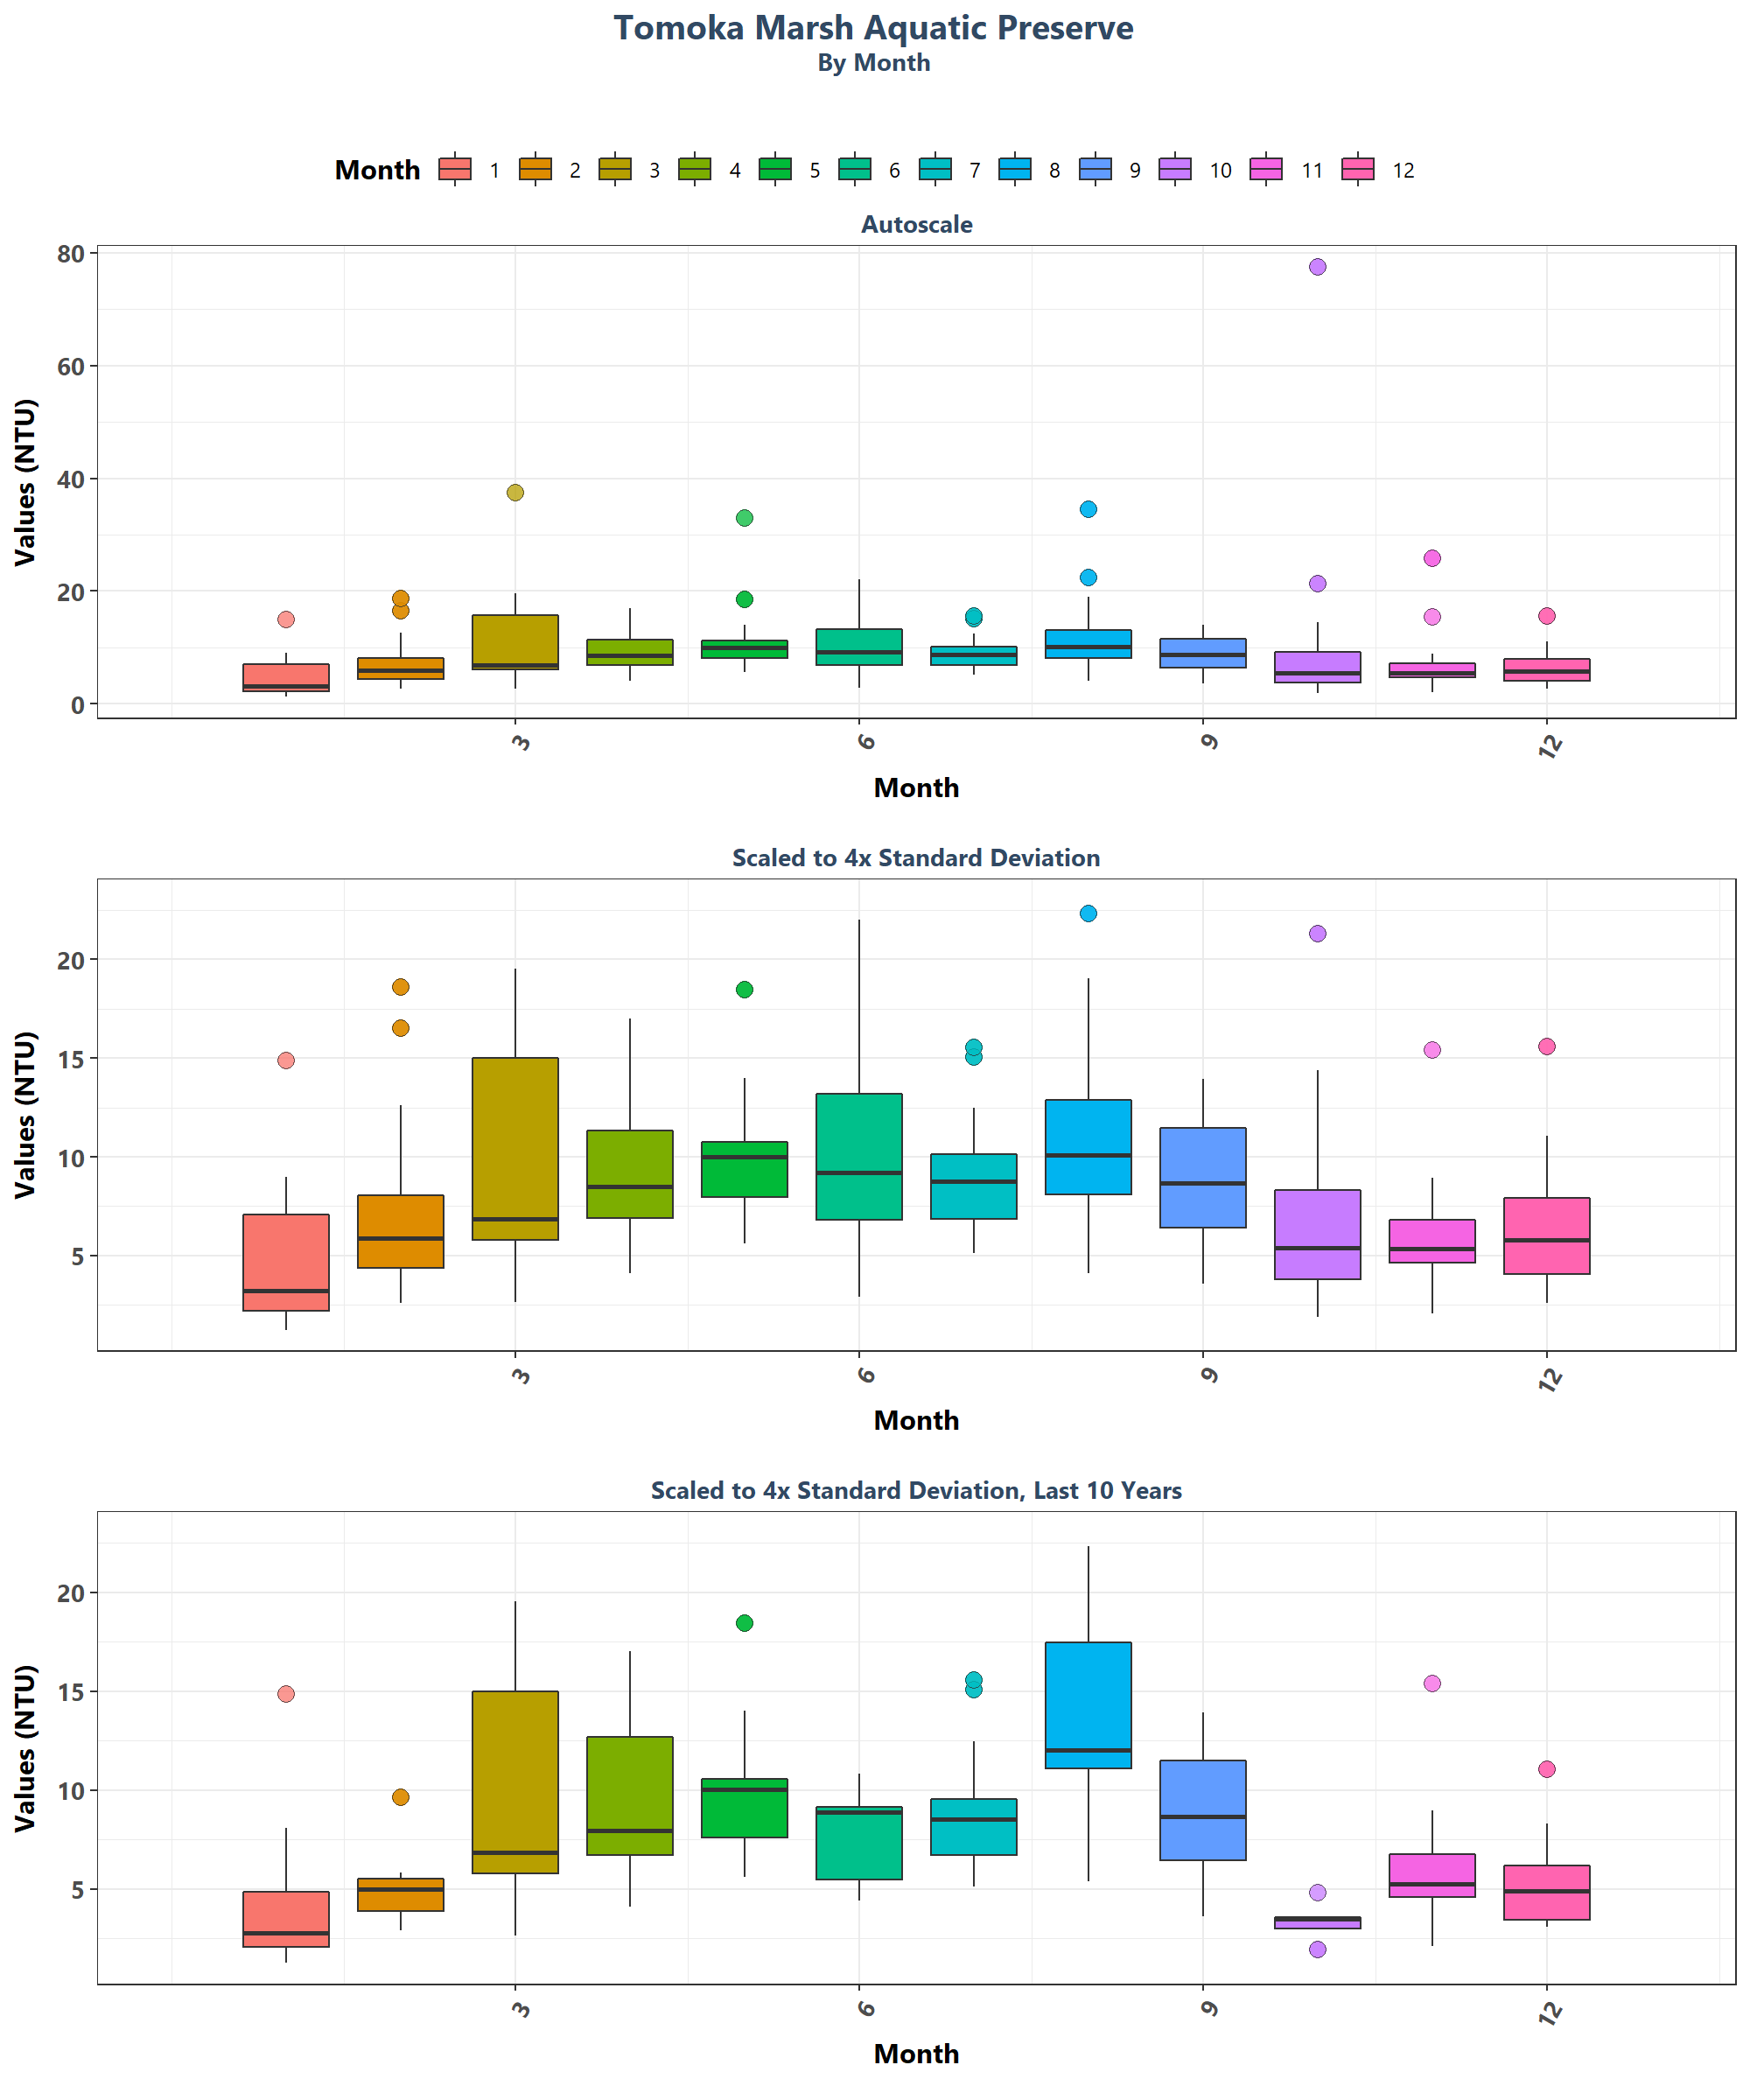 Tomoka Marsh Aquatic Preserve
By Month
Month 1 2 3 4 5 6 7 8 9 10 11 12
Autoscale
Values (NTU)
80
60
40
20
0
3 6 9 12
Month
Scaled to 4x Standard Deviation
Values (NTU)
20
15
10
5
3 6 9 12
Month
Scaled to 4x Standard Deviation, Last 10 Years
Values (NTU)
20
15
10
5
3 6 9 12
Month